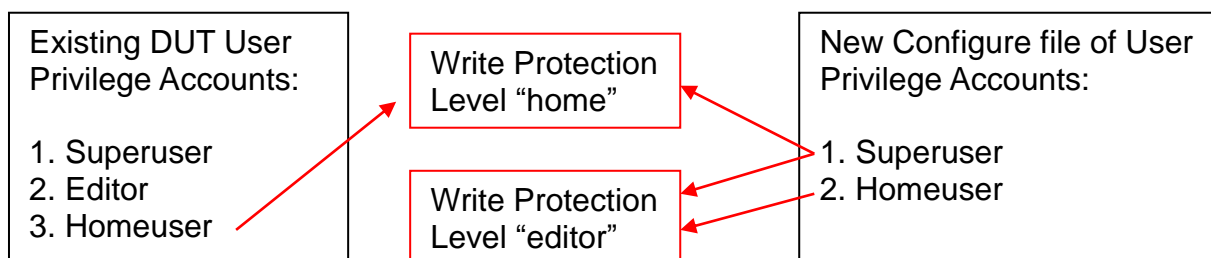 Existing DUT User
Privilege Accounts:
1. Superuser
2. Editor
3. Homeuser
Write Protection
Level “home”
Write Protection
Level “editor”
New Configure file of User
Privilege Accounts:
1. Superuser
2. Homeuser